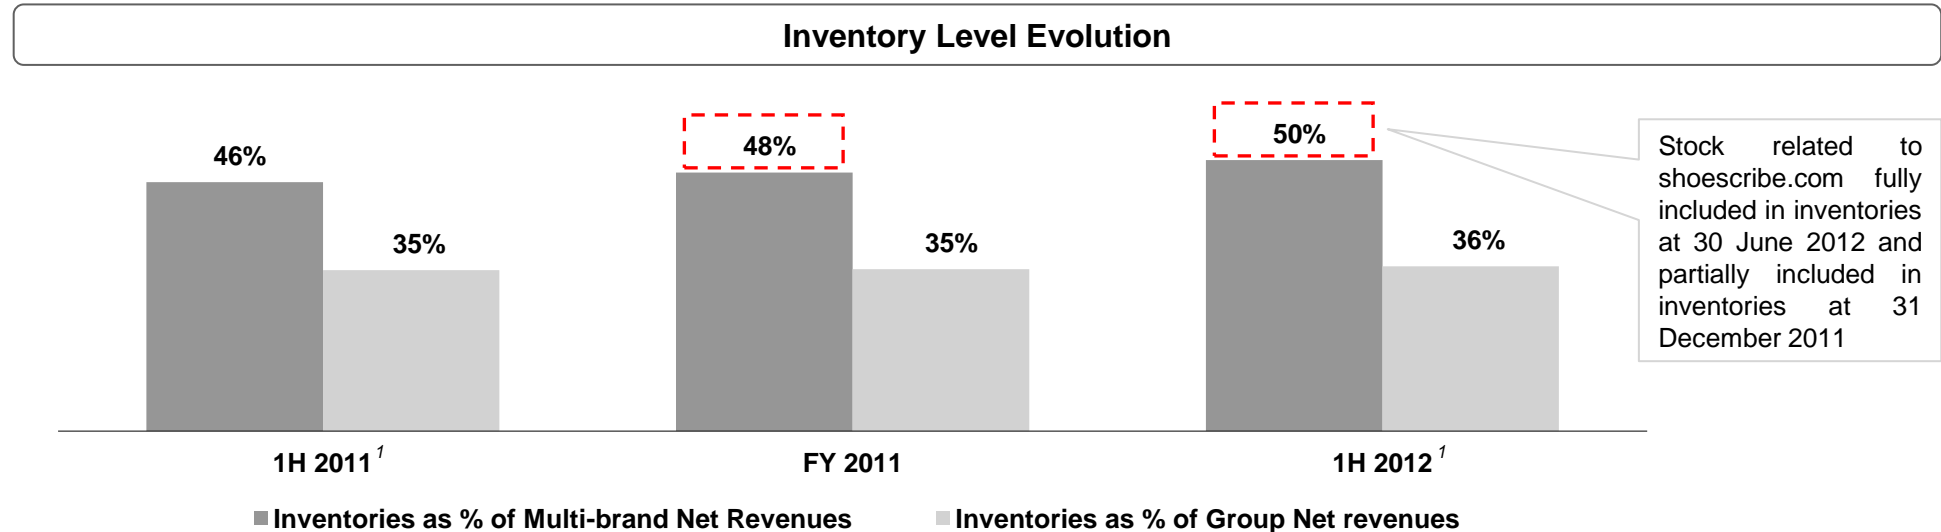 Inventory Level Evolution
46%
35%
48%
35%
50%
36%
Stock related to
shoescribe.com fully
included in inventories
at 30 June 2012 and
partially included in
inventories at 31
December 2011
1H 2011 1
FY 2011
1H 2012 1
Inventories as % of Multi-brand Net Revenues
Inventories as % of Group Net revenues